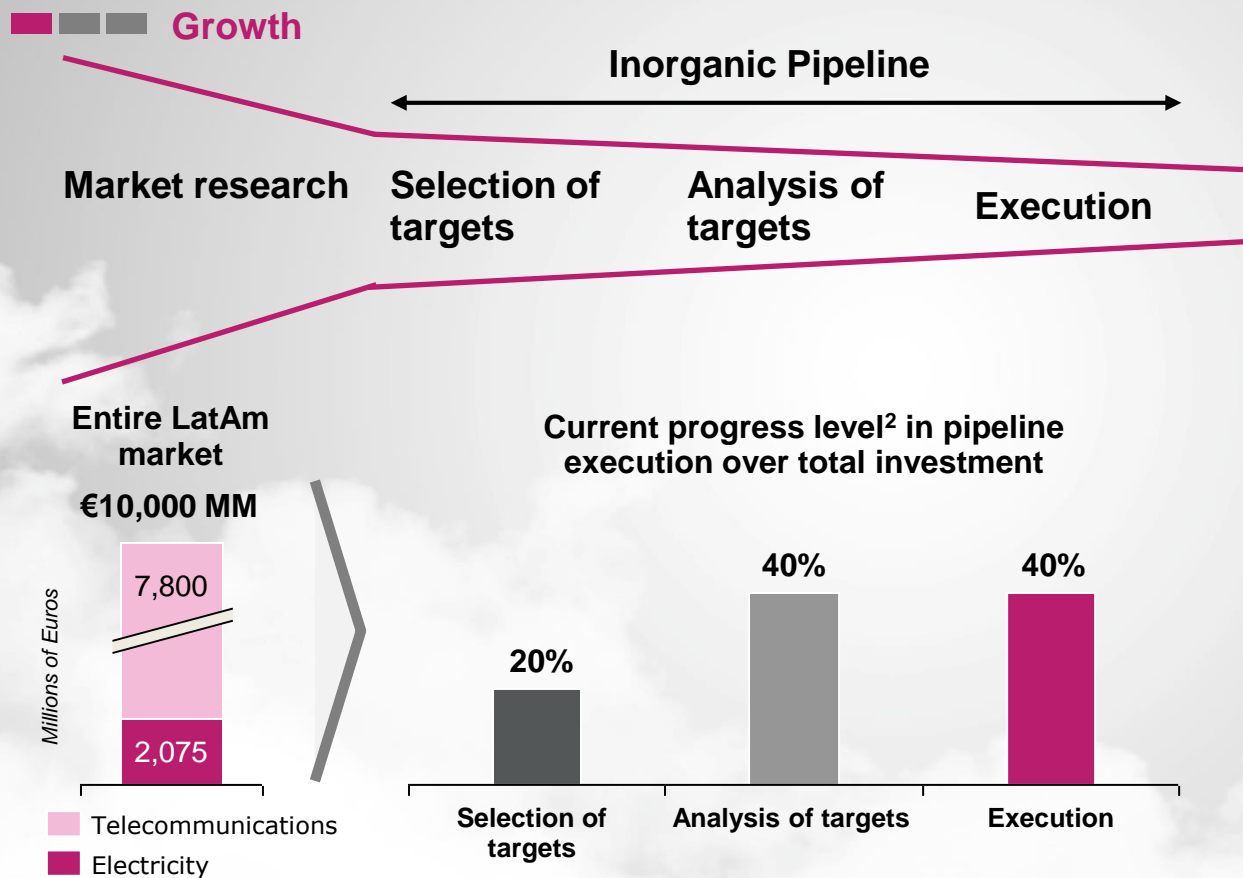 Growth
Inorganic Pipeline
Market research
Selection of
targets
Analysis of
targets
Execution
Entire LatAm
market
€10,000 MM
Millions of Euros
7,800
2,075
Telecommunications
Electricity
Current progress level² in pipeline
execution over total investment
20%
40%
40%
Selection of
targets
Analysis of targets
Execution